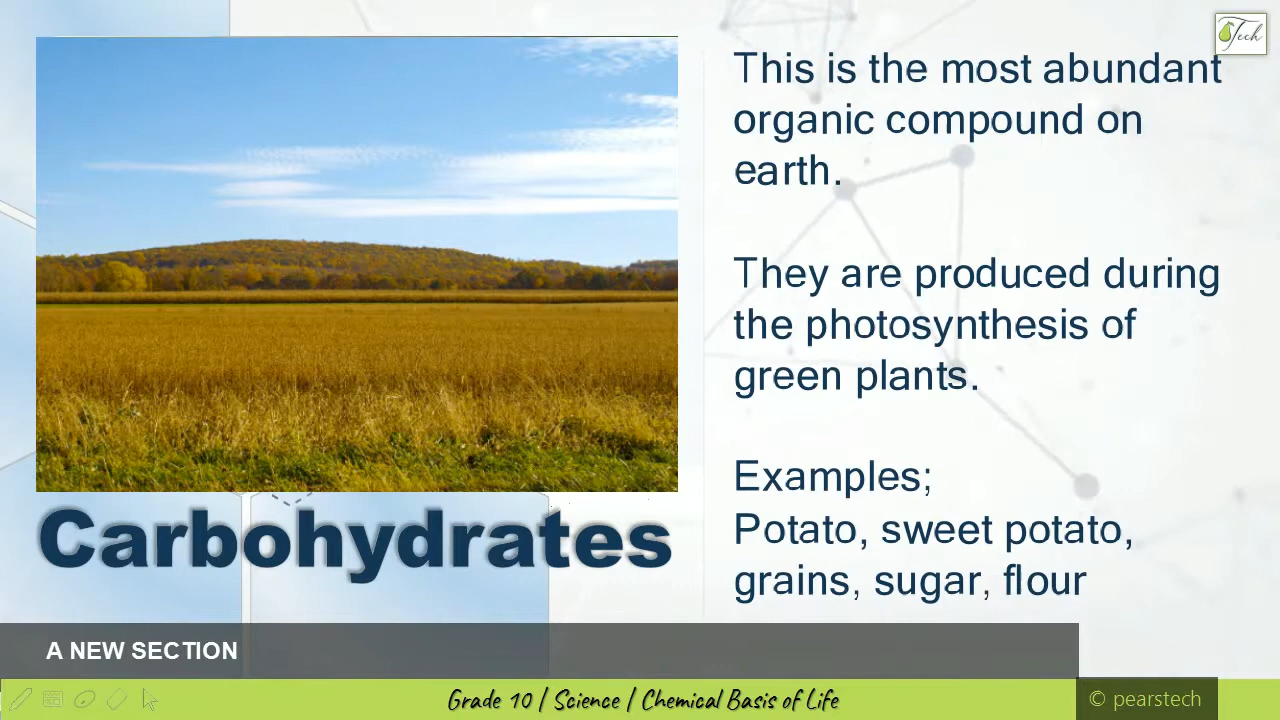 Tech
This is the most abundant
organic compound on
earth.
They are produced during
the photosynthesis of
green plants.
Examples;
Potato, sweet potato,
grains, sugar, flour
Carbohydrates
A NEW SECTION
Grade 10 | Science | Chemical Basis of Life
© pearstech